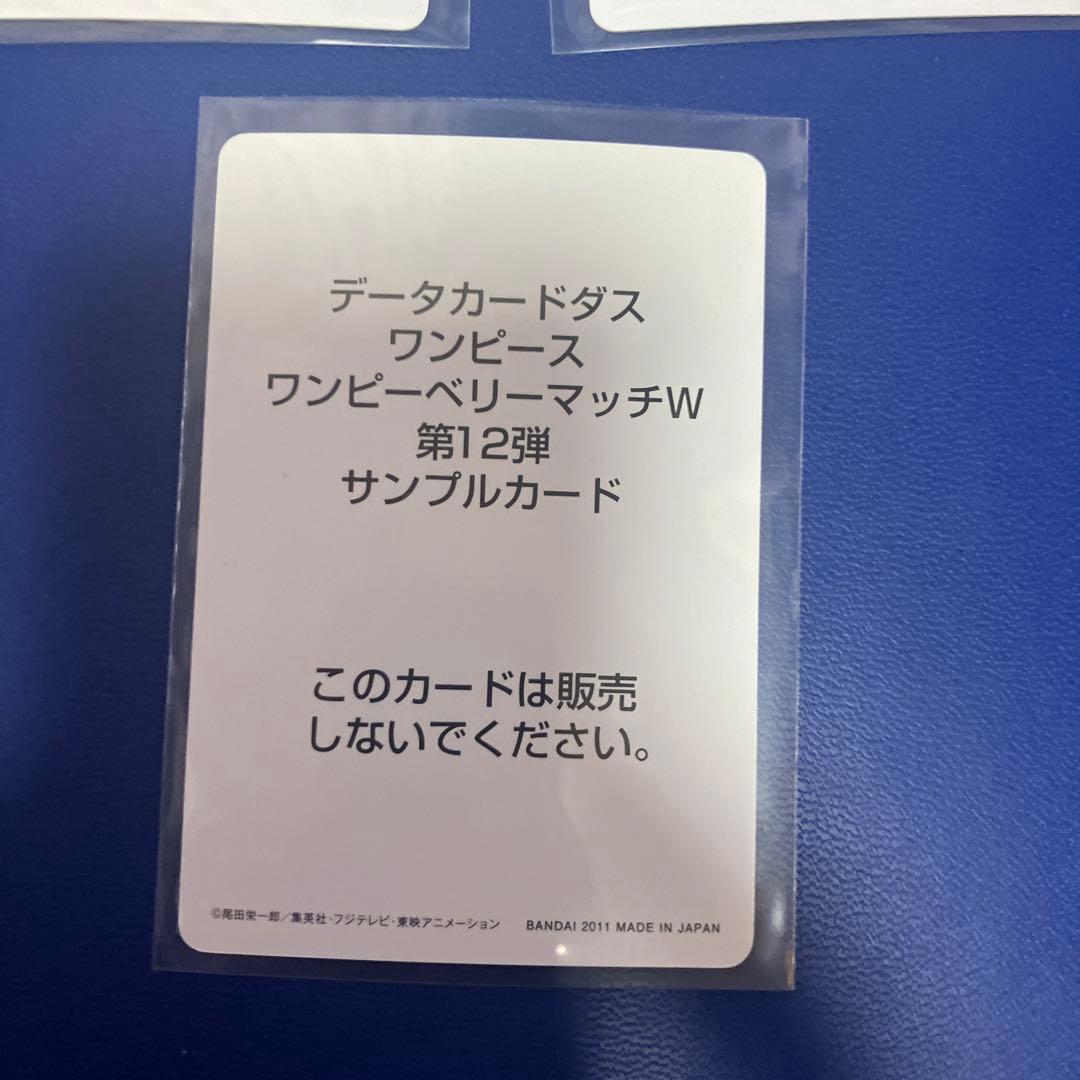 データカードダス
ワンピース
ワンピーベリーマッチW
第12弾
サンプルカード
このカードは販売
しないでください。
©尾田栄一郎/集英社・フジテレビ・東映アニメーション BANDAI 2011 MADE IN JAPAN